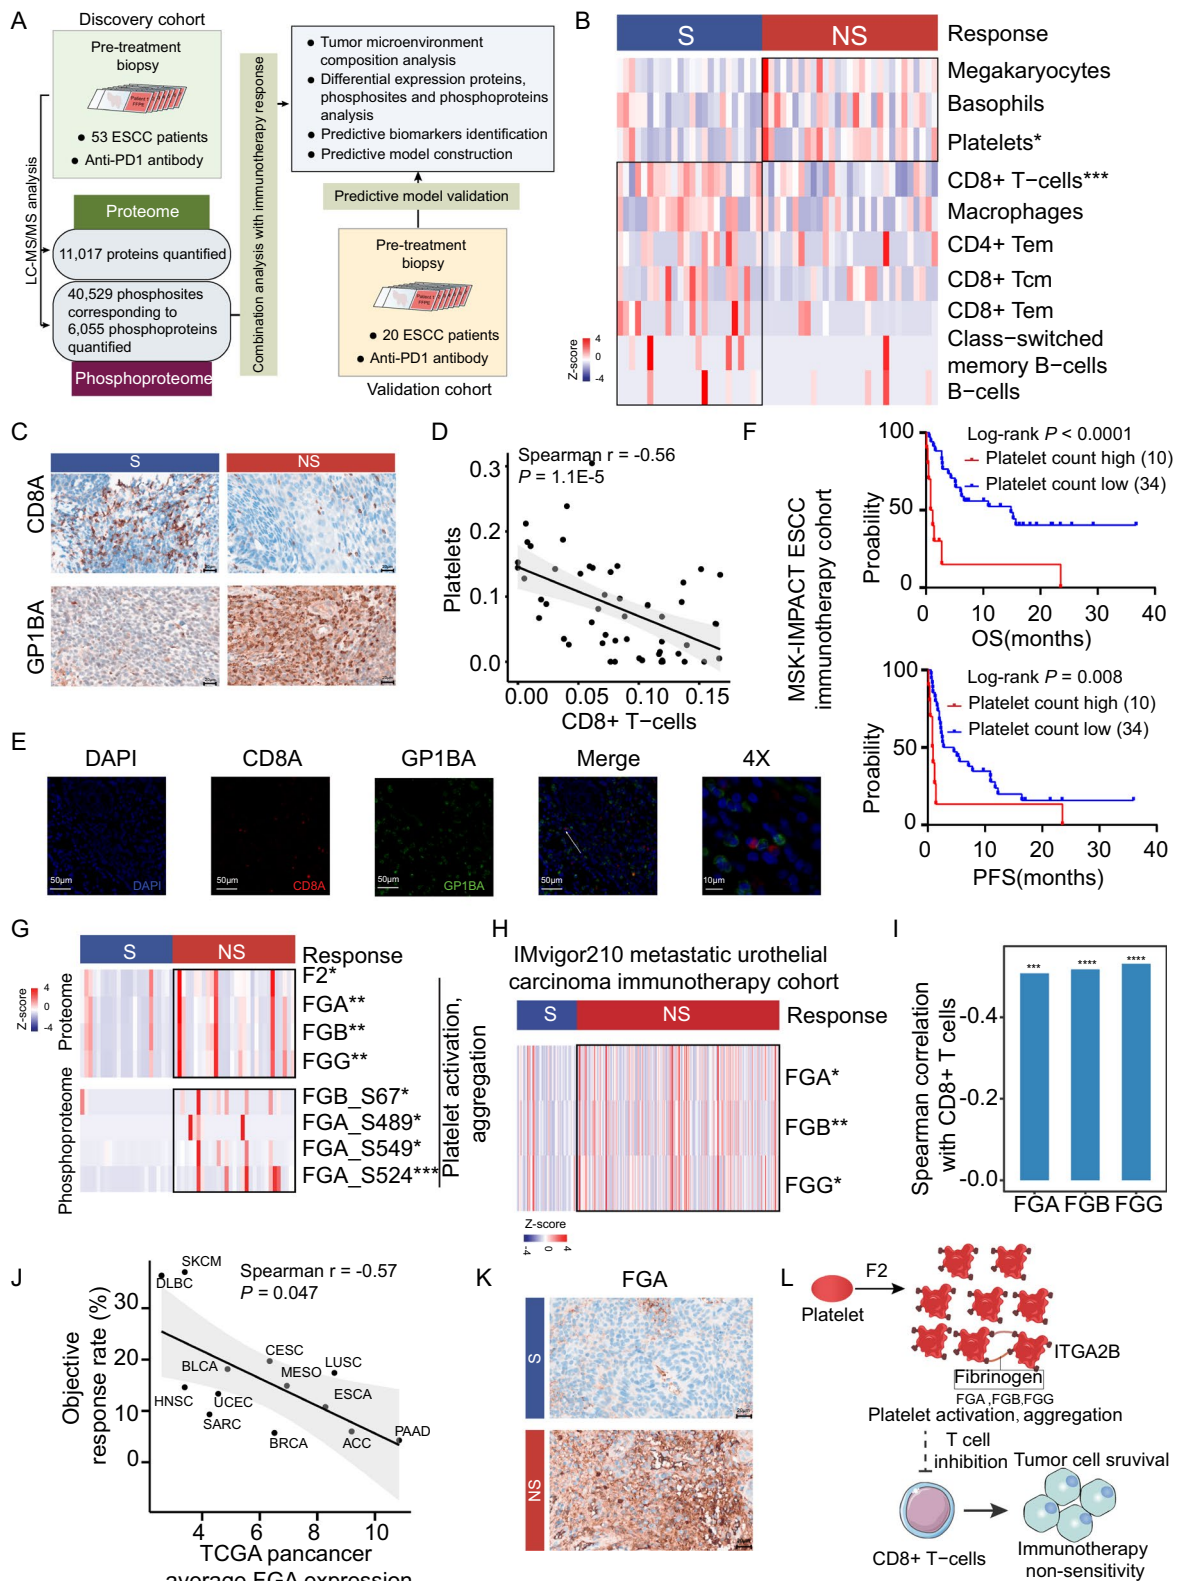 A
Discovery cohort
Pre-treatment
biopsy
● 53 ESCC patients
● Anti-PD1 antibody
LC-MS/MS analysis
Proteome
11,017 proteins quantified
40,529 phosphosites
corresponding to
6,055 phosphoproteins
quantified
Phosphoproteome
Combination analysis with immunotherapy response
● Tumor microenvironment
composition analysis
● Differential expression proteins,
phosphosites and phosphoproteins
analysis
● Predictive biomarkers identification
● Predictive model construction
Predictive model validation
Pre-treatment
biopsy
● 20 ESCC patients
● Anti-PD1 antibody
Validation cohort
B
S
NS
Response
Megakaryocytes
Basophils
Platelets*
CD8+ T−cells***
Macrophages
CD4+ Tem
CD8+ Tcm
CD8+ Tem
Class−switched
memory B−cells
B−cells
Z-score
4
0
-4
C
S
NS
CD8A
GP1BA
D
Spearman r = -0.56
P = 1.1E-5
Platelets
0.3
0.2
0.1
0.0
0.00
0.05
0.10
0.15
CD8+ T−cells
E
DAPI
CD8A
GP1BA
Merge
4X
50μm
DAPI
50μm
CD8A
50μm
GP1BA
50μm
10μm
F
MSK-IMPACT ESCC
immunotherapy cohort
Log-rank P < 0.0001
Platelet count high (10)
Platelet count low (34)
Proability
100
50
0
0 10 20 30 40
OS(months)
Log-rank P = 0.008
Platelet count high (10)
Platelet count low (34)
Proability
100
50
0
0 10 20 30 40
PFS(months)
G
S
NS
Response
Z-score
4
0
-4
Proteome
F2*
FGA**
FGB**
FGG**
Phosphoproteome
FGB_S67*
FGA_S489*
FGA_S549*
FGA_S524***
Platelet activation,
aggregation
H
IMvigor210 metastatic urothelial
carcinoma immunotherapy cohort
S
NS
Response
FGA*
FGB**
FGG*
Z-score
-4
0
4
I
Spearman correlation
with CD8+ T cells
-0.4
-0.2
-0.0
***
****
****
FGA FGB FGG
J
Spearman r = -0.57
P = 0.047
Objective
response rate (%)
30
20
10
0
SKCM
DLBC
CESC
BLCA
MESO
LUSC
HNSC
UCEC
ESCA
SARC
BRCA
ACC
PAAD
4 6 8 10
TCGA pancancer
average FGA expression
K
FGA
S
NS
L
F2
Platelet
ITGA2B
Fibrinogen
FGA ,FGB,FGG
Platelet activation, aggregation
T cell
inhibition
Tumor cell sruvival
CD8+ T−cells
Immunotherapy
non-sensitivity